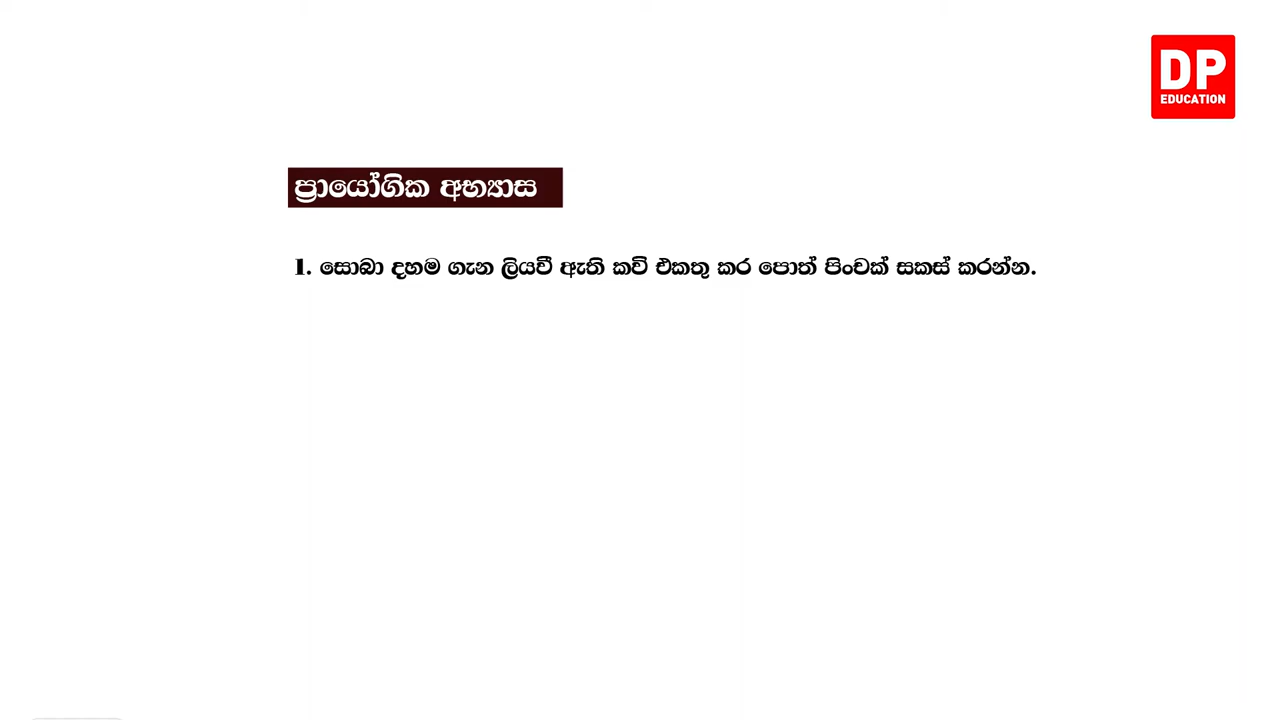 DP
EDUCATION
ප්‍රායෝගික අභ්‍යාස
1. සොබා දහම ගැන ලියවී ඇති කවි එකතු කර පොත් පිංචක් සකස් කරන්න.